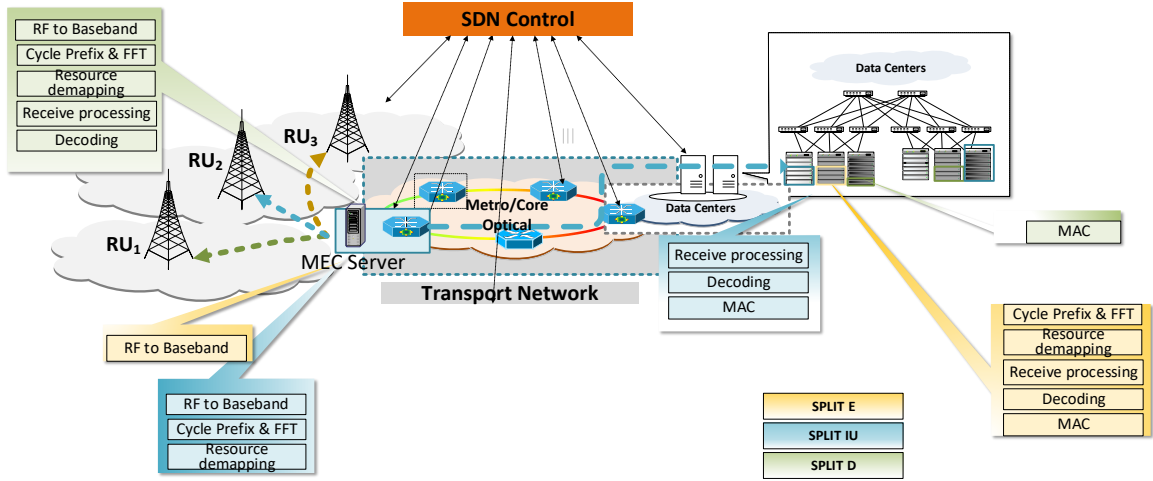 SDN Control
RF to Baseband
Cycle Prefix & FFT
Resource
demapping
Receive processing
Decoding
RU3
RU2
RU1
MEC Server
Metro/Core
Optical
Transport Network
Data Centers
Data Centers
Receive processing
Decoding
MAC
MAC
Cycle Prefix & FFT
Resource
demapping
Receive processing
Decoding
MAC
RF to Baseband
RF to Baseband
Cycle Prefix & FFT
Resource
demapping
SPLIT E
SPLIT IU
SPLIT D